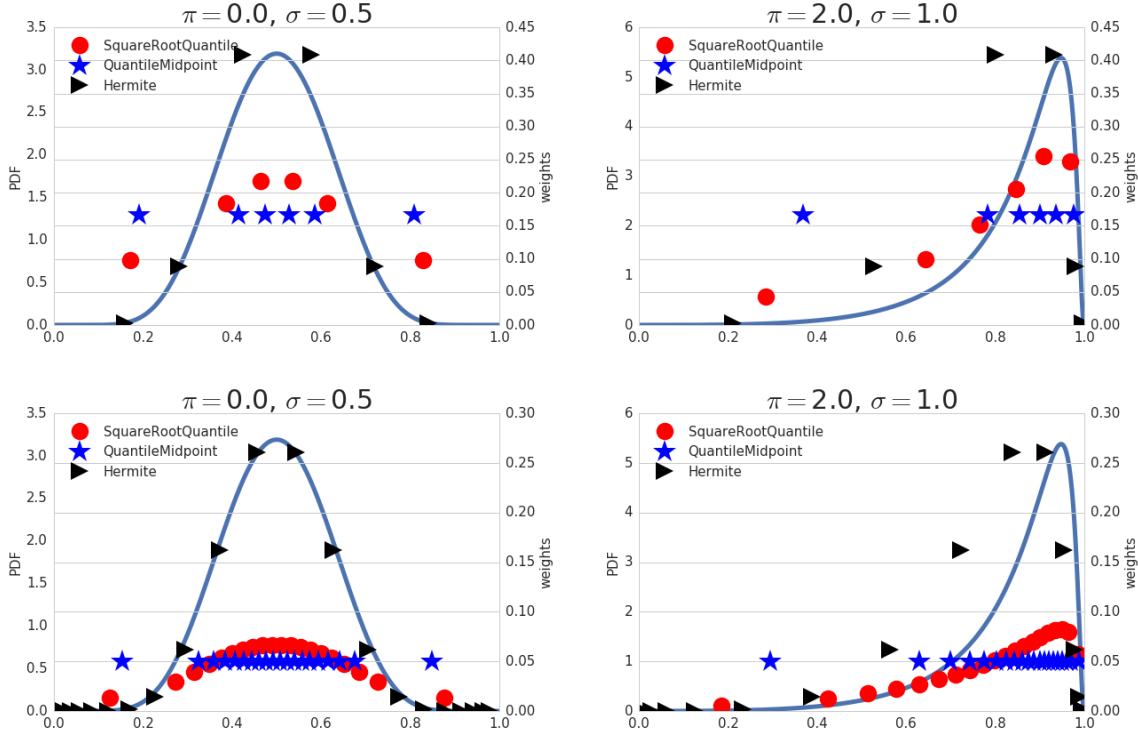 π = 0.0, σ = 0.5
3.5
3.0
2.5
2.0
1.5
1.0
0.5
0.0
PDF
SquareRootQuantile
QuantileMidpoint
Hermite
0.45
0.40
0.35
0.30
0.25
0.20
0.15
0.10
0.05
0.00
weights
0.0 0.2 0.4 0.6 0.8 1.0
π = 2.0, σ = 1.0
6
5
4
3
2
1
0
PDF
SquareRootQuantile
QuantileMidpoint
Hermite
0.45
0.40
0.35
0.30
0.25
0.20
0.15
0.10
0.05
0.00
weights
0.0 0.2 0.4 0.6 0.8 1.0
π = 0.0, σ = 0.5
3.5
3.0
2.5
2.0
1.5
1.0
0.5
0.0
PDF
SquareRootQuantile
QuantileMidpoint
Hermite
0.30
0.25
0.20
0.15
0.10
0.05
0.00
weights
0.0 0.2 0.4 0.6 0.8 1.0
π = 2.0, σ = 1.0
6
5
4
3
2
1
0
PDF
SquareRootQuantile
QuantileMidpoint
Hermite
0.30
0.25
0.20
0.15
0.10
0.05
0.00
weights
0.0 0.2 0.4 0.6 0.8 1.0